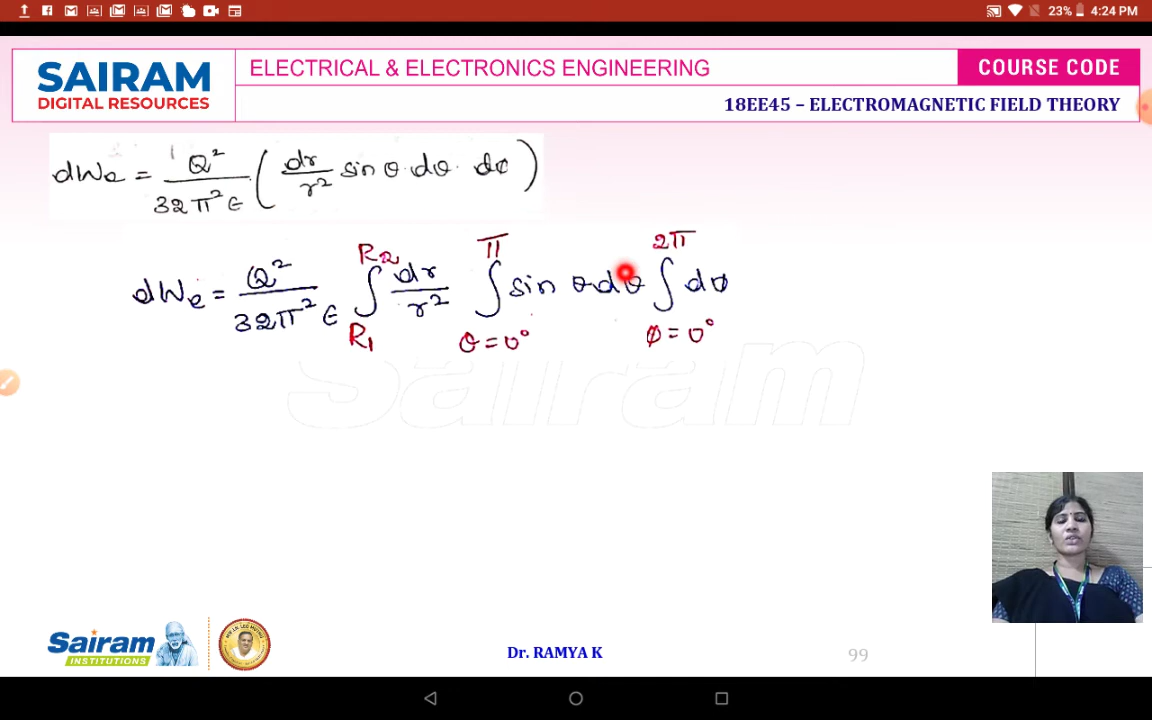 23% 4:24 PM
SAIRAM
DIGITAL RESOURCES
ELECTRICAL & ELECTRONICS ENGINEERING
COURSE CODE
18EE45 – ELECTROMAGNETIC FIELD THEORY
dWe = Q² / 32π²ε ( dr/r² sin θ · dθ · dϕ )
dWe = Q² / 32π²ε ∫_{R1}^{R2} dr/r² ∫_{θ=0°}^{π} sin θ dθ ∫_{ϕ=0°}^{2π} dϕ
Sairam
Sairam
INSTITUTIONS
Dr. RAMYA K
99